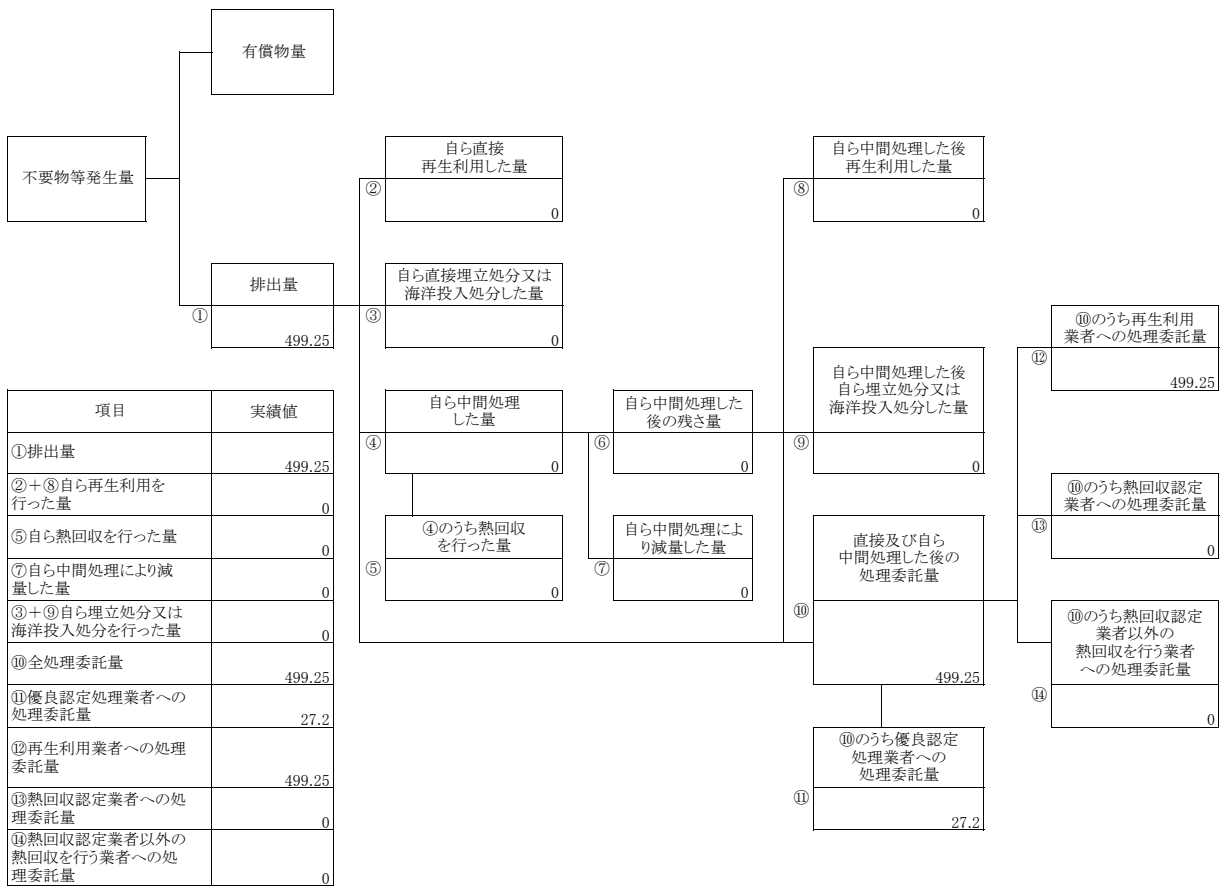 有償物量
不要物等発生量
排出量
①
499.25
自ら直接
再生利用した量
②
0
自ら直接埋立処分又は
海洋投入処分した量
③
0
自ら中間処理
した量
④
0
④のうち熱回収
を行った量
⑤
0
自ら中間処理した
後の残さ量
⑥
0
自ら中間処理によ
り減量した量
⑦
0
自ら中間処理した後
再生利用した量
⑧
0
自ら中間処理した後
自ら埋立処分又は
海洋投入処分した量
⑨
0
直接及び自ら
中間処理した後の
処理委託量
⑩
499.25
⑩のうち優良認定
処理業者への
処理委託量
⑪
27.2
⑩のうち再生利用
業者への処理委託量
⑫
499.25
⑩のうち熱回収認定
業者への処理委託量
⑬
0
⑩のうち熱回収認定
業者以外の
熱回収を行う業者
への処理委託量
⑭
0
項目 実績値
①排出量
499.25
②＋⑧自ら再生利用を
行った量
0
⑤自ら熱回収を行った量
0
⑦自ら中間処理により減
量した量
0
③＋⑨自ら埋立処分又は
海洋投入処分を行った量
0
⑩全処理委託量
499.25
⑪優良認定処理業者への
処理委託量
27.2
⑫再生利用業者への処理
委託量
499.25
⑬熱回収認定業者への処
理委託量
0
⑭熱回収認定業者以外の
熱回収を行う業者への処
理委託量
0